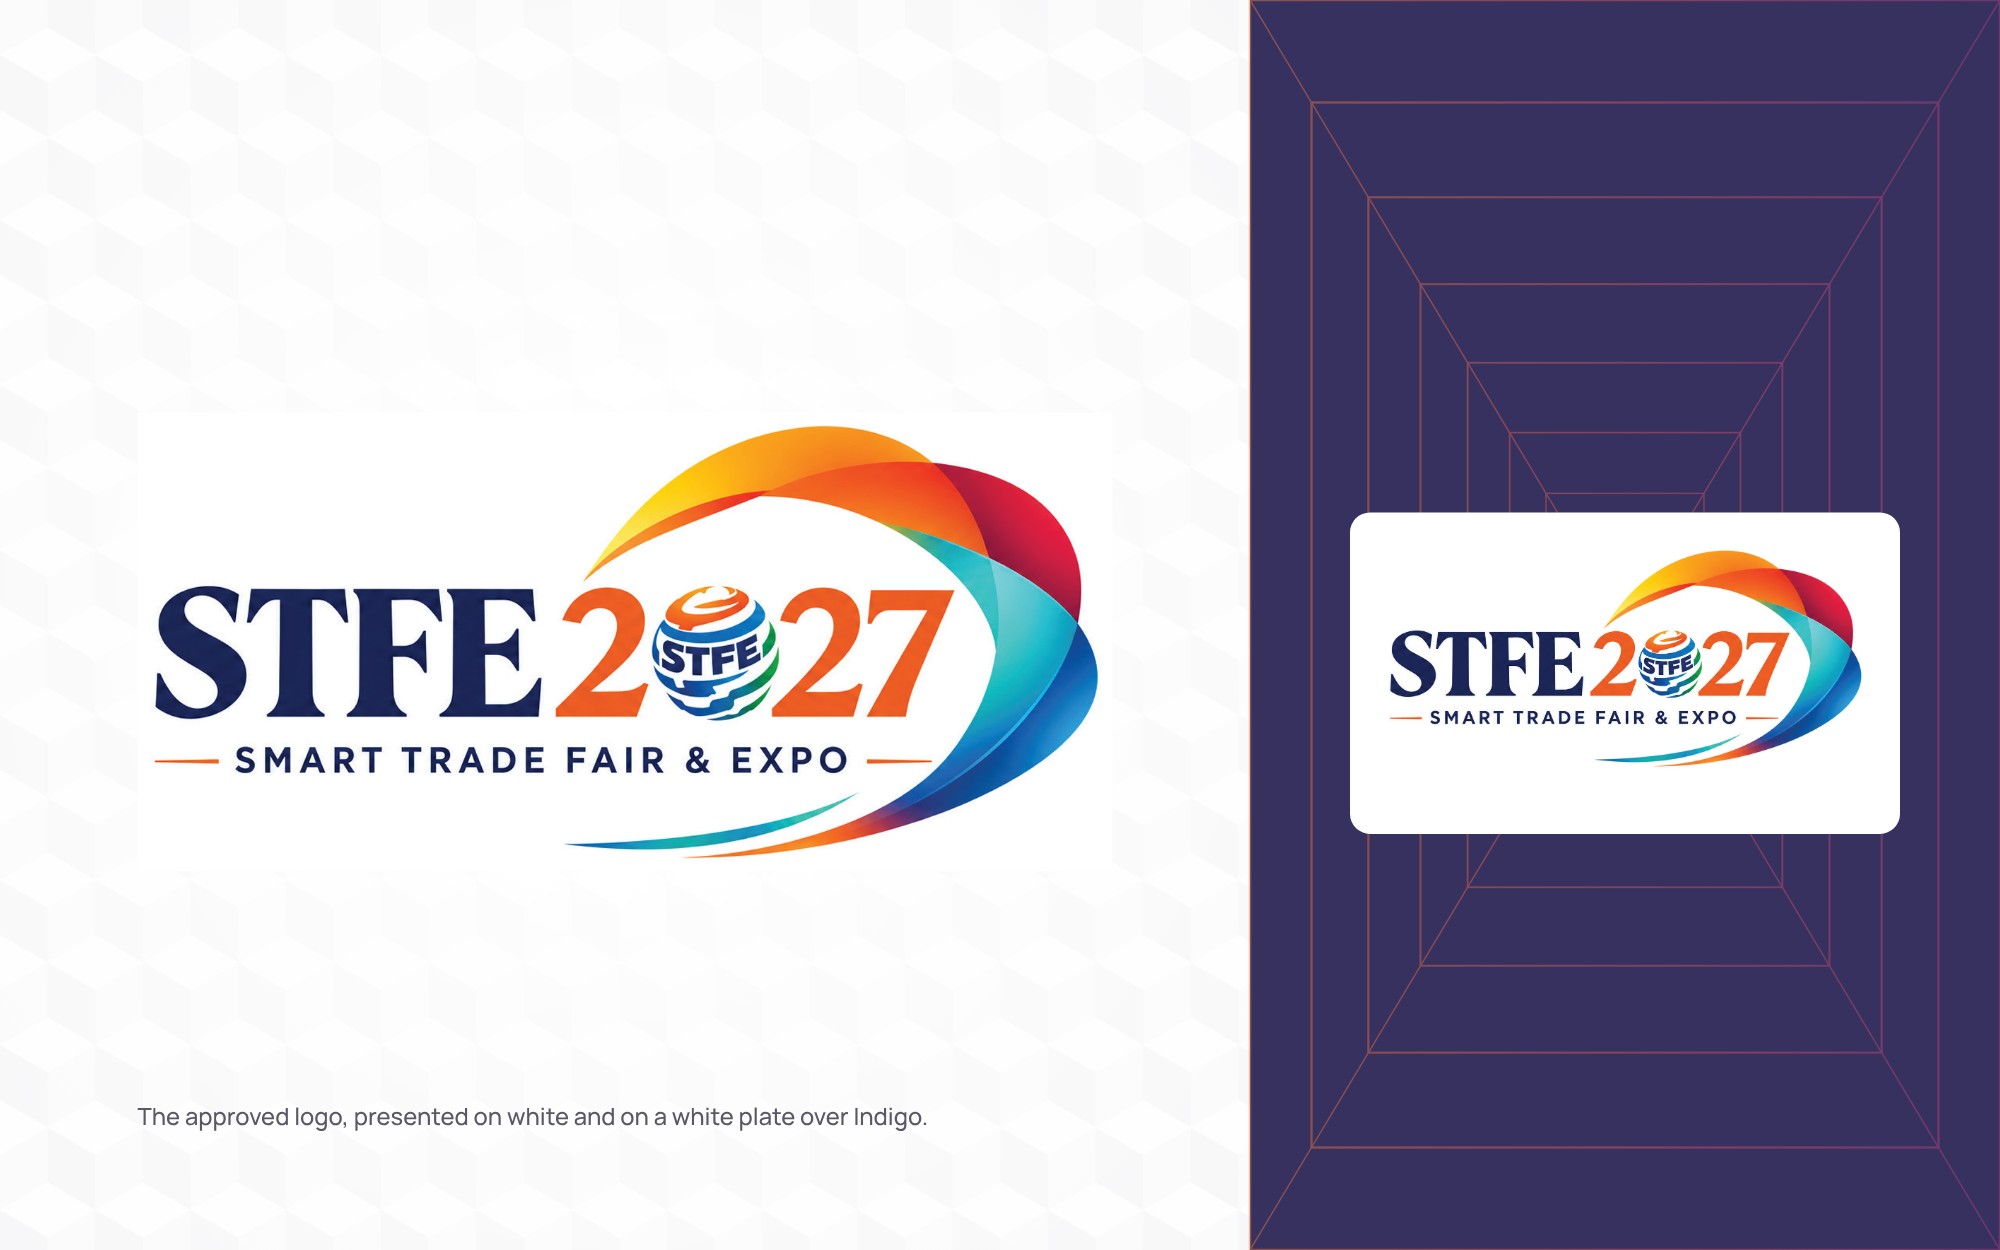 STFE 2027
STFE
SMART TRADE FAIR & EXPO
The approved logo, presented on white and on a white plate over Indigo.
STFE 2027
STFE
SMART TRADE FAIR & EXPO